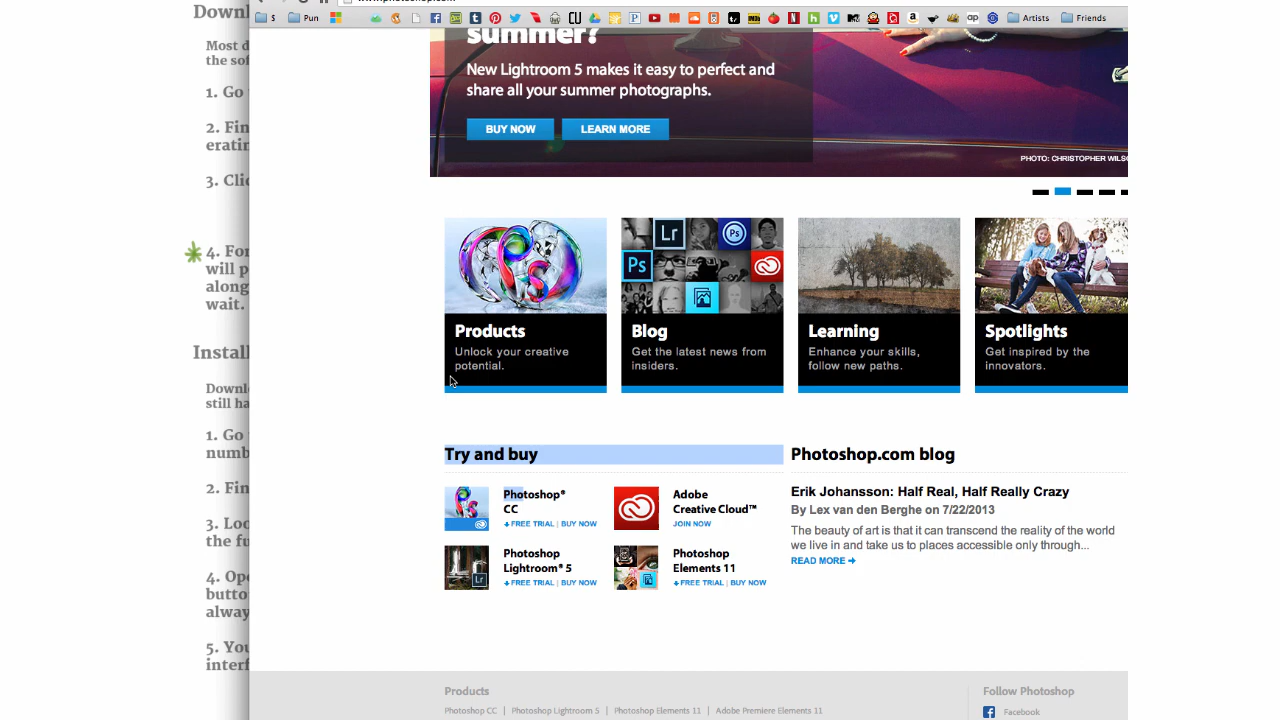 Downl
Most d
the sof
1. Go
2. Fin
eratin
3. Clic
4. For
will p
along
wait.
Install
Downl
still ha
1. Go
numb
2. Fin
3. Loo
the fu
4. Ope
butto
alway
5. You
interf
S
Pun
Artists
Friends
summer?
New Lightroom 5 makes it easy to perfect and
share all your summer photographs.
BUY NOW
LEARN MORE
PHOTO: CHRISTOPHER WILS
Products
Unlock your creative
potential.
Lr
Ps
Ps
Blog
Get the latest news from
insiders.
Learning
Enhance your skills,
follow new paths.
Spotlights
Get inspired by the
innovators.
Try and buy
Photoshop®
CC
FREE TRIAL | BUY NOW
Adobe
Creative Cloud™
JOIN NOW
Lr
Photoshop
Lightroom® 5
FREE TRIAL | BUY NOW
Photoshop
Elements 11
FREE TRIAL | BUY NOW
Photoshop.com blog
Erik Johansson: Half Real, Half Really Crazy
By Lex van den Berghe on 7/22/2013
The beauty of art is that it can transcend the reality of the world
we live in and take us to places accessible only through...
READ MORE
Products
Photoshop CC | Photoshop Lightroom 5 | Photoshop Elements 11 | Adobe Premiere Elements 11
Follow Photoshop
Facebook